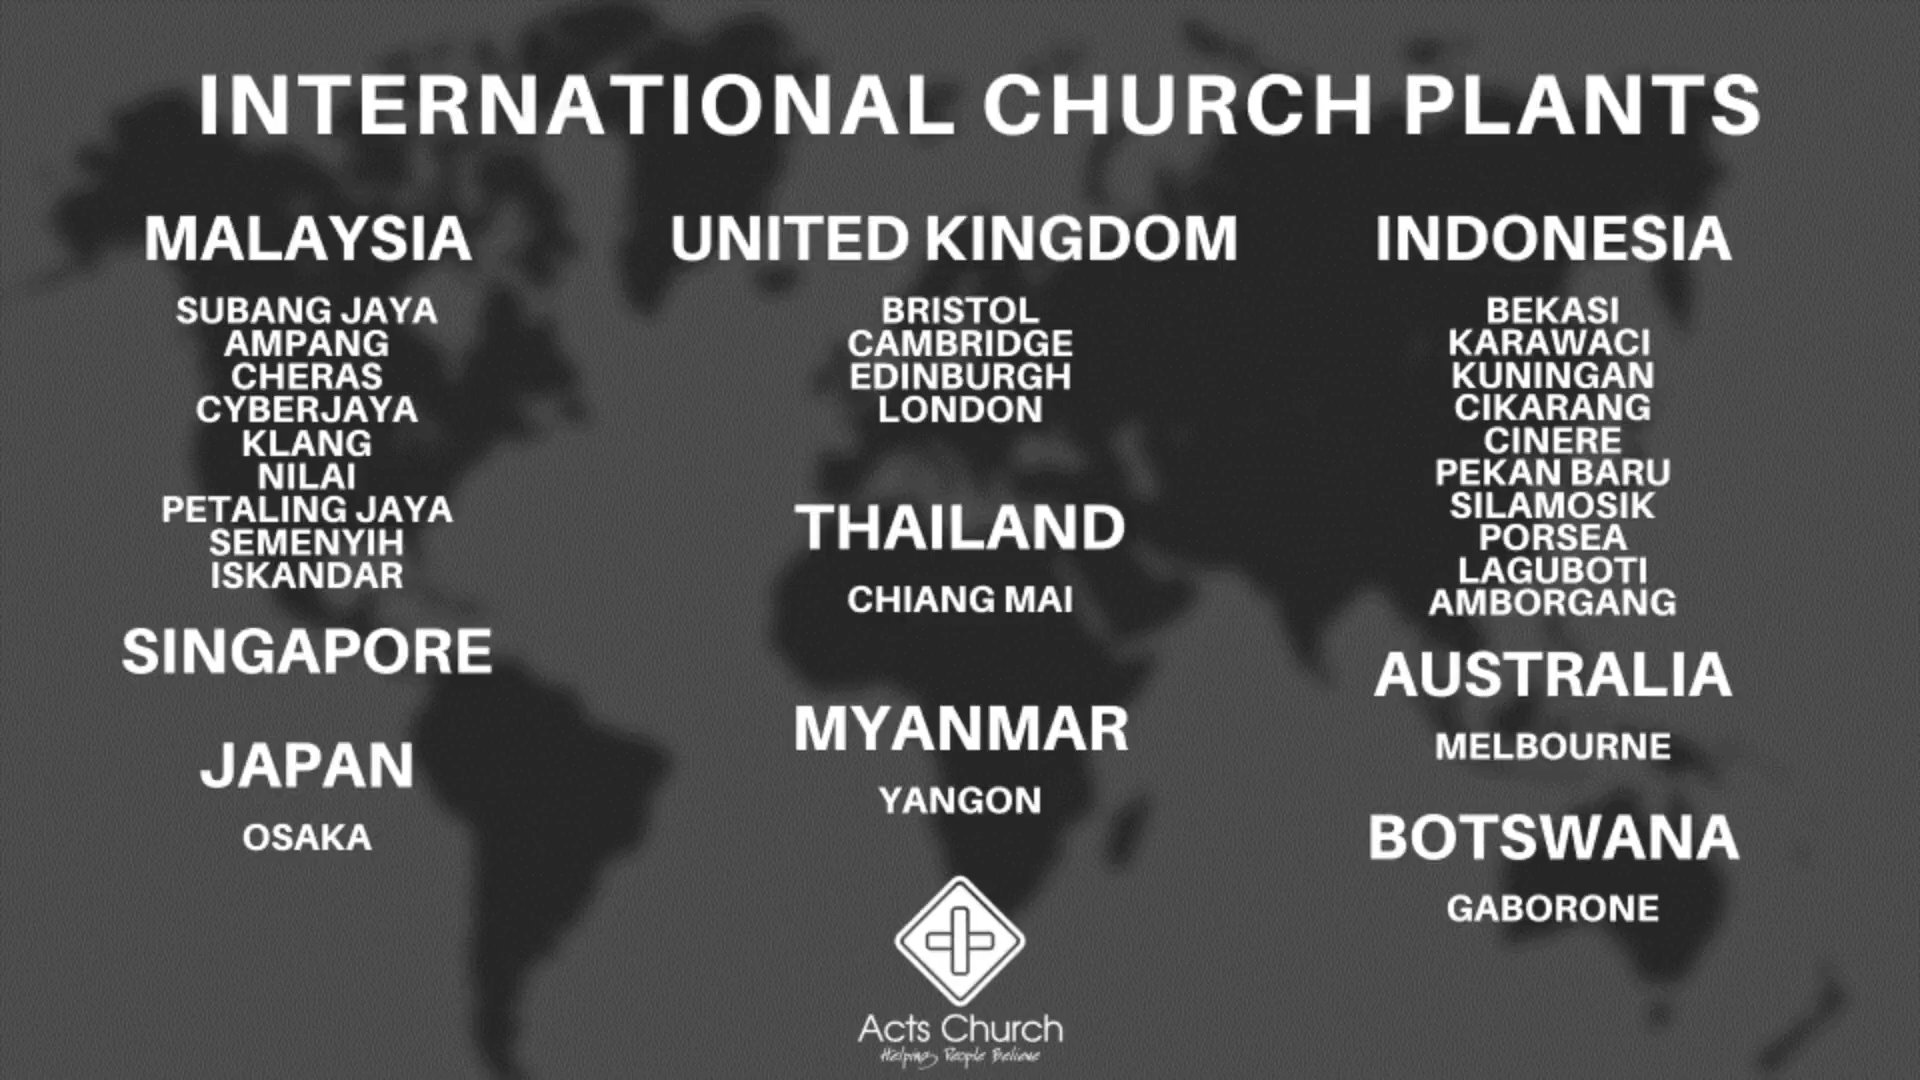 INTERNATIONAL CHURCH PLANTS
MALAYSIA
SUBANG JAYA
AMPANG
CHERAS
CYBERJAYA
KLANG
NILAI
PETALING JAYA
SEMENYIH
ISKANDAR
SINGAPORE
JAPAN
OSAKA
UNITED KINGDOM
BRISTOL
CAMBRIDGE
EDINBURGH
LONDON
THAILAND
CHIANG MAI
MYANMAR
YANGON
INDONESIA
BEKASI
KARAWACI
KUNINGAN
CIKARANG
CINERE
PEKAN BARU
SILAMOSIK
PORSEA
LAGUBOTI
AMBORGANG
AUSTRALIA
MELBOURNE
BOTSWANA
GABORONE
Acts Church
Helping People Believe